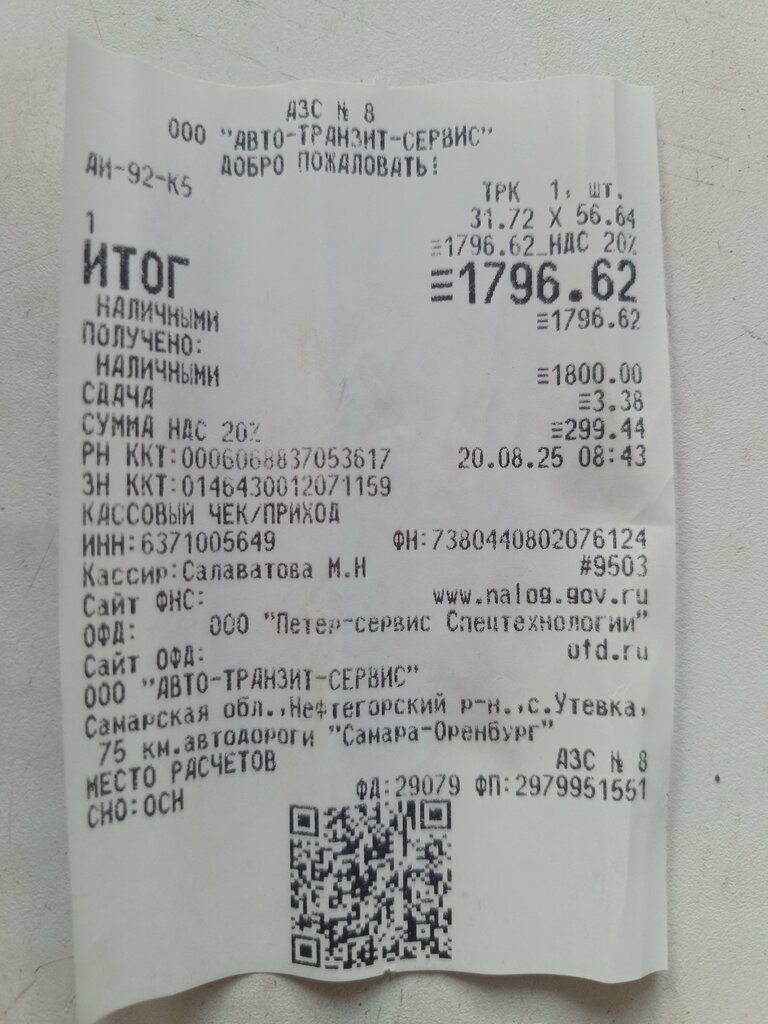 АЗС № 8
ООО "АВТО-ТРАНЗИТ-СЕРВИС"
ДОБРО ПОЖАЛОВАТЬ!
АИ-92-К5
ТРК 1, шт.
1 31.72 X 56.64
≡1796.62_НДС 20%
ИТОГ ≡1796.62
НАЛИЧНЫМИ ≡1796.62
ПОЛУЧЕНО:
НАЛИЧНЫМИ ≡1800.00
СДАЧА ≡3.38
СУММА НДС 20% ≡299.44
РН ККТ:0006068837053617 20.08.25 08:43
ЗН ККТ:0146430012071159
КАССОВЫЙ ЧЕК/ПРИХОД
ИНН:6371005649 ФН:7380440802076124
Кассир:Салаватова М.Н #9503
Сайт ФНС: www.nalog.gov.ru
ОФД: ООО "Петер-сервис Спецтехнологии"
Сайт ОФД: ofd.ru
ООО "АВТО-ТРАНЗИТ-СЕРВИС"
Самарская обл.,Нефтегорский р-н.,с.Утевка,
75 км.автодороги "Самара-Оренбург"
МЕСТО РАСЧЕТОВ АЗС № 8
СНО:ОСН ФД:29079 ФП:2979951551